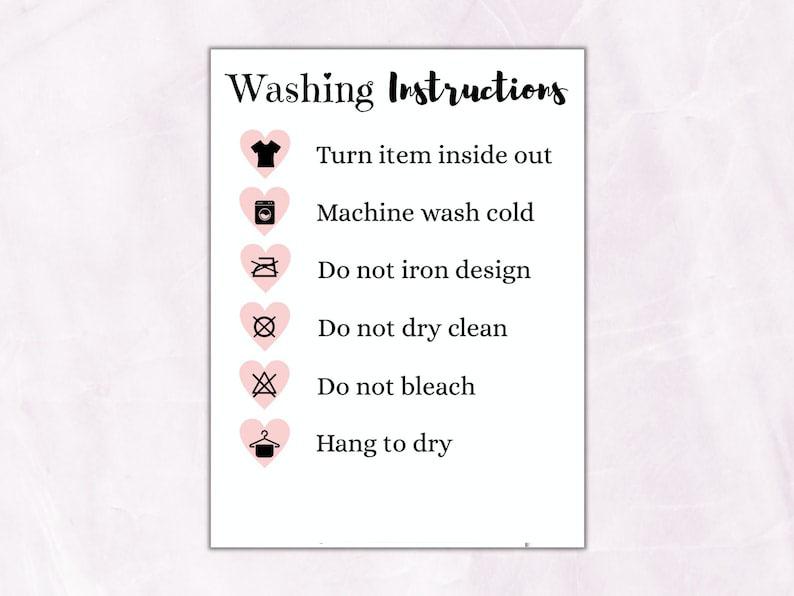 Washing Instructions
Turn item inside out
Machine wash cold
Do not iron design
Do not dry clean
Do not bleach
Hang to dry